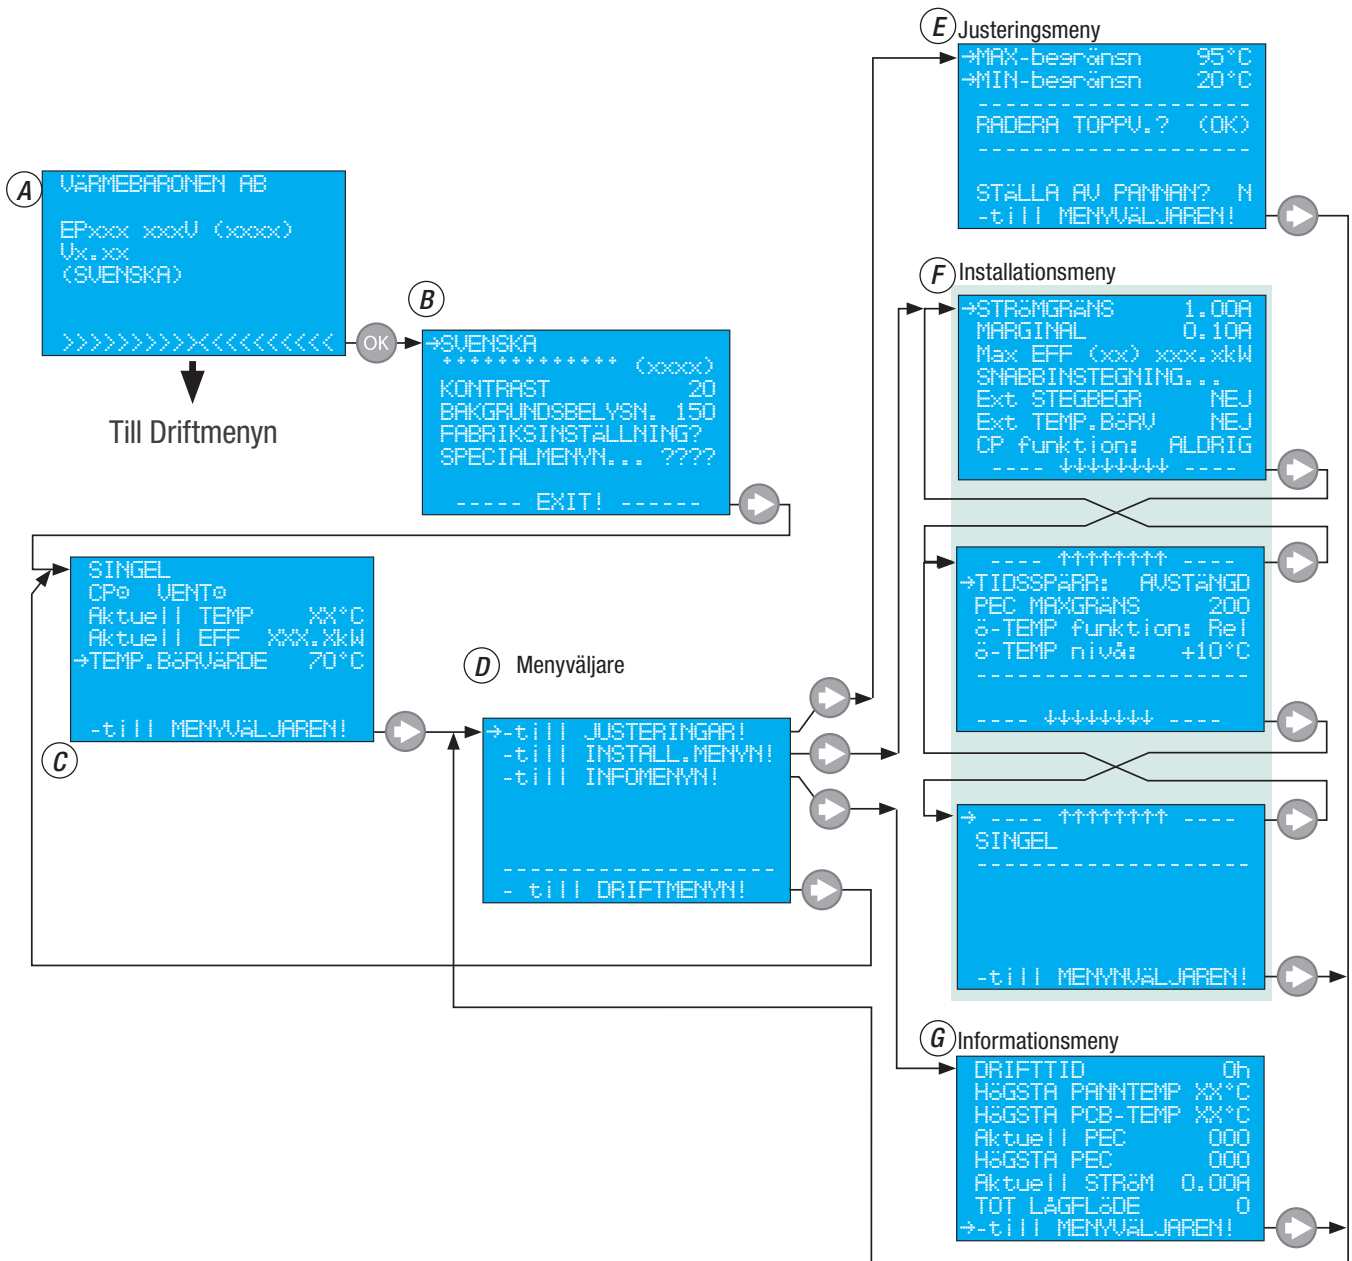 A
VÄRMEBARONEN AB
EPxxx xxxV (xxxx)
Vx.xx
(SVENSKA)
>>>>>>>>>><<<<<<<<<<
OK
Till Driftmenyn
B
→SVENSKA
************* (xxxx)
KONTRAST 20
BAKGRUNDSBELYSN. 150
FABRIKSINSTÄLLNING?
SPECIALMENYN... ????
----- EXIT! ------
C
SINGEL
CP⊙ VENT⊙
Aktuell TEMP XX°C
Aktuell EFF XXX.XkW
→TEMP.BöRVÄRDE 70°C
-till MENYVÄLJAREN!
D Menyväljare
→-till JUSTERINGAR!
-till INSTALL.MENYN!
-till INFOMENYN!
--------------------
- till DRIFTMENYN!
E Justeringsmeny
→MAX-begränsn 95°C
→MIN-begränsn 20°C
--------------------
RADERA TOPPV.? (OK)
--------------------
STÄLLA AV PANNAN? N
-till MENYVÄLJAREN!
F Installationsmeny
→STRöMGRÄNS 1.00A
MARGINAL 0.10A
Max EFF (xx) xxx.xkW
SNABBINSTEGNING...
Ext STEGBEGR NEJ
Ext TEMP.BöRV NEJ
CP funktion: ALDRIG
---- ↓↓↓↓↓↓↓↓ ----
---- ↑↑↑↑↑↑↑↑ ----
→TIDSSPÄRR: AVSTÄNGD
PEC MAXGRÄNS 200
ö-TEMP funktion: Rel
ö-TEMP nivå: +10°C
--------------------
---- ↓↓↓↓↓↓↓↓ ----
→ ---- ↑↑↑↑↑↑↑↑ ----
SINGEL
--------------------
-till MENYNVÄLJAREN!
G Informationsmeny
DRIFTTID 0h
HöGSTA PANNTEMP XX°C
HöGSTA PCB-TEMP XX°C
Aktuell PEC 000
HöGSTA PEC 000
Aktuell STRöM 0.00A
TOT LÅGFLöDE 0
→-till MENYVÄLJAREN!